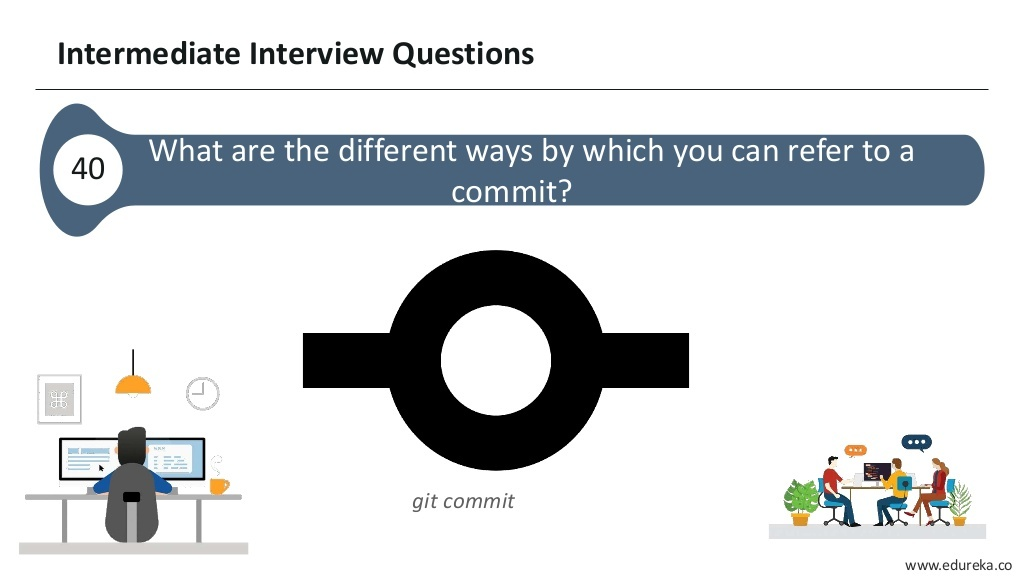 Intermediate Interview Questions
40
What are the different ways by which you can refer to a
commit?
git commit
www.edureka.co